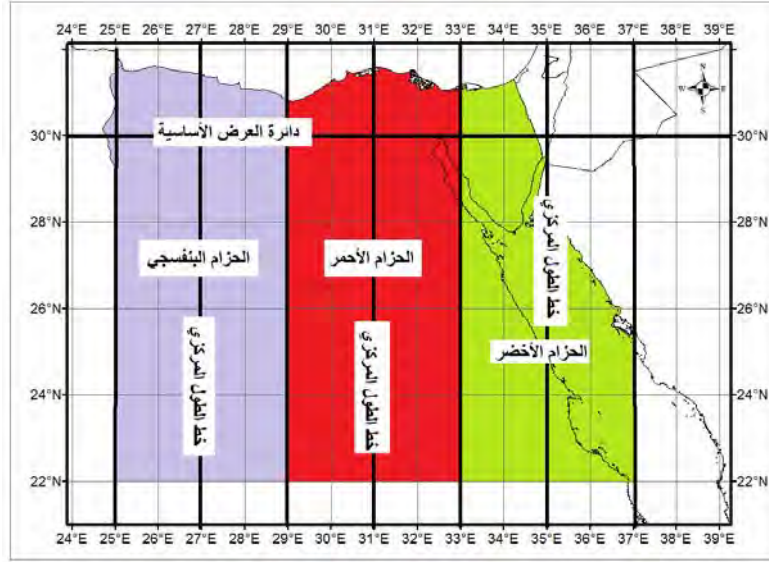 24°E 25°E 26°E 27°E 28°E 29°E 30°E 31°E 32°E 33°E 34°E 35°E 36°E 37°E 38°E 39°E
N
W E
S
30°N 30°N
دائرة العرض الأساسية
28°N 28°N
خط الطول المركزي
الحزام البنفسجي
الحزام الأحمر
26°N 26°N
الحزام الأخضر
خط الطول المركزي
خط الطول المركزي
24°N 24°N
22°N 22°N
24°E 25°E 26°E 27°E 28°E 29°E 30°E 31°E 32°E 33°E 34°E 35°E 36°E 37°E 38°E 39°E